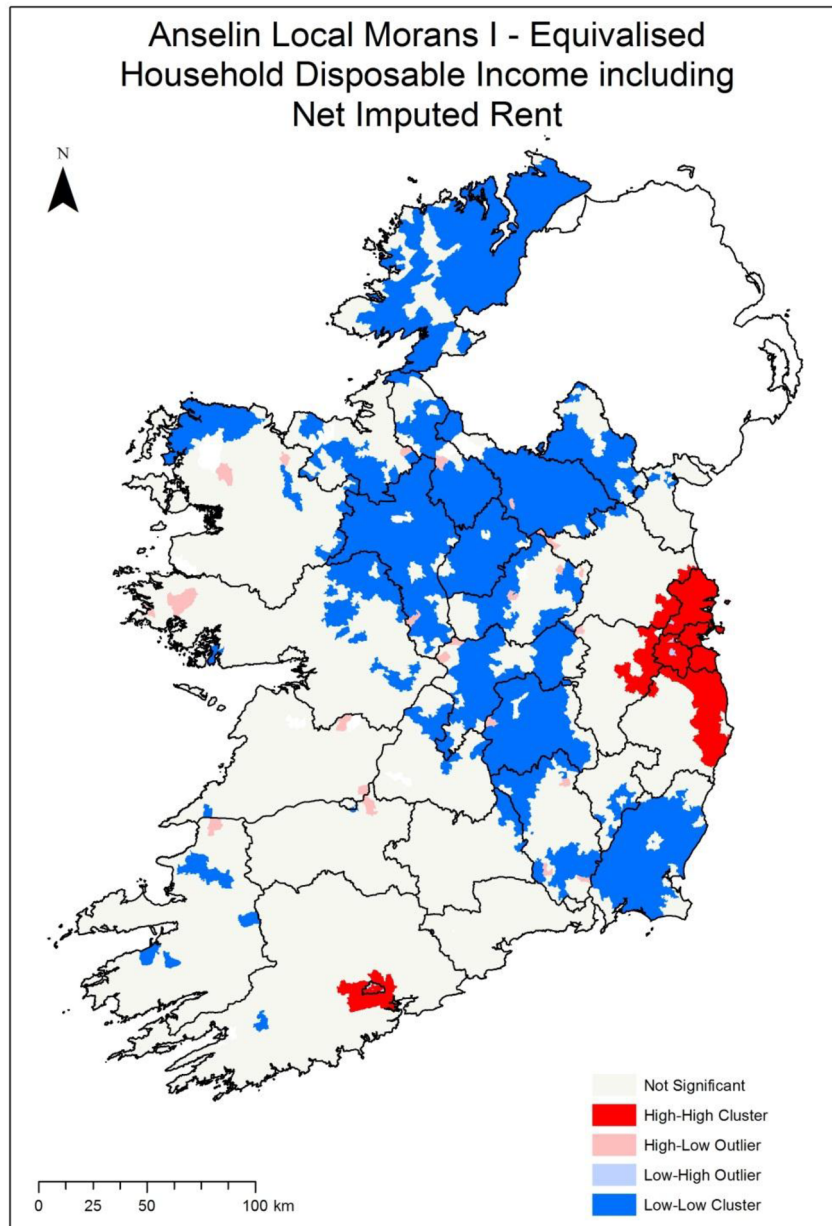 Anselin Local Morans I - Equivalised
Household Disposable Income including
Net Imputed Rent
N
Not Significant
High-High Cluster
High-Low Outlier
Low-High Outlier
Low-Low Cluster
0 25 50 100 km